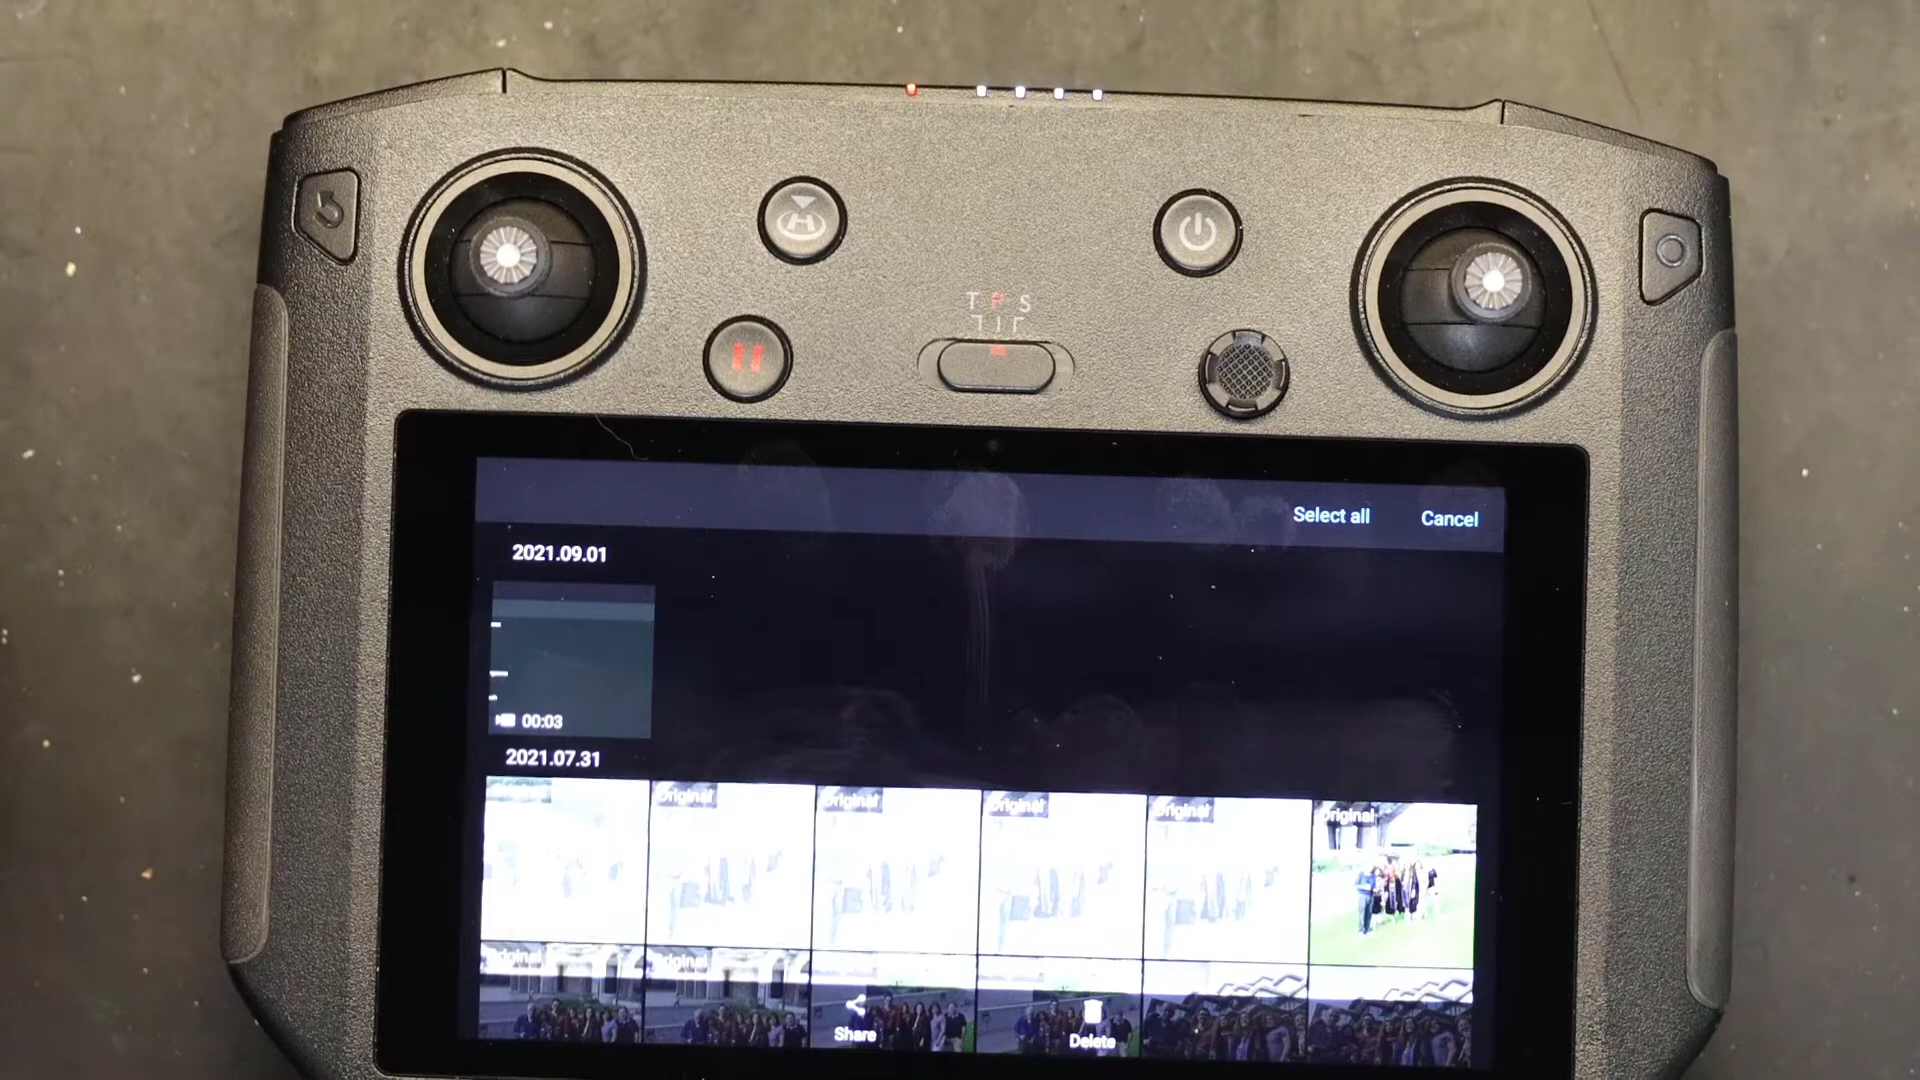 T P S
Select all Cancel
2021.09.01
00:03
2021.07.31
Original Original Original Original Original Original
Original Original
Share Delete